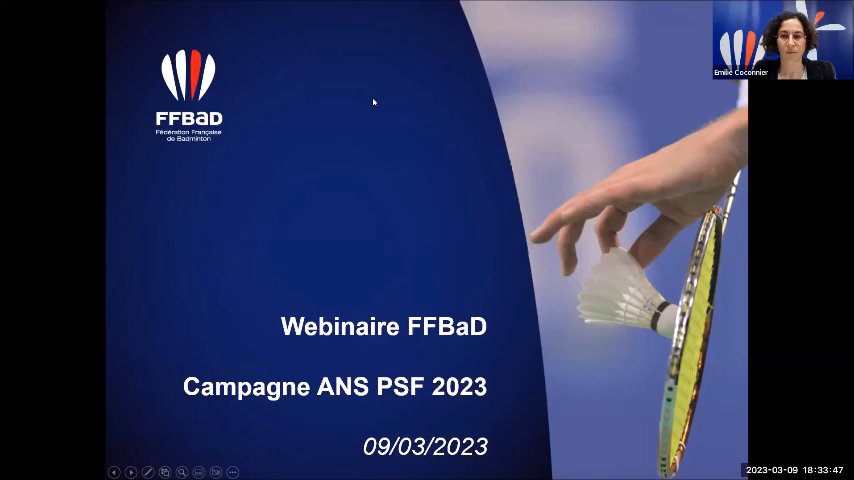 Emilie Coconnier
FFBaD
Fédération Française
de Badminton
Webinaire FFBaD
Campagne ANS PSF 2023
09/03/2023
2023-03-09 18:33:47